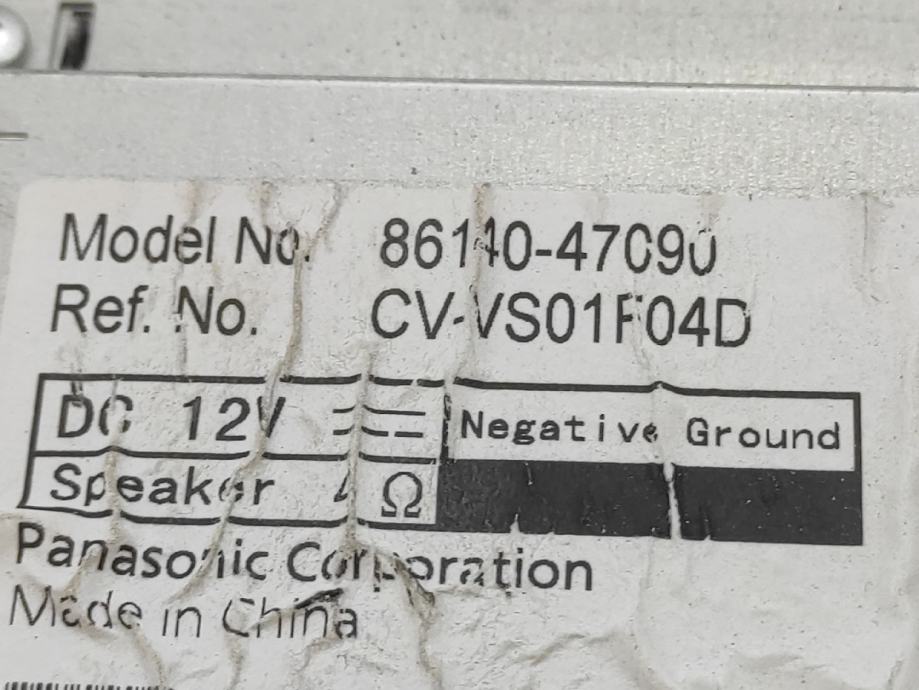 Model No. 86140-47090
Ref. No. CV-VS01F04D
DC 12V ⎓ Negative Ground
Speaker Ω
Panasonic Corporation
Made in China